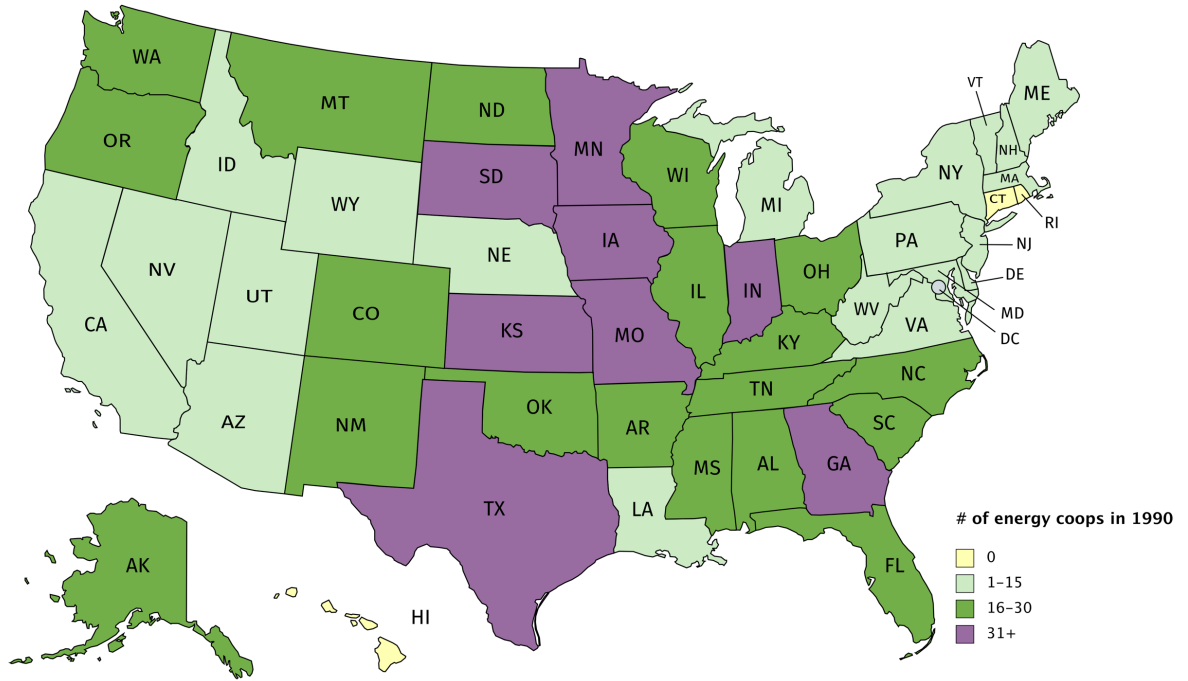 WA
MT
ND
MN
ME
VT
OR
ID
SD
WI
NH
NY
MA
CT
RI
WY
MI
IA
NE
PA
NJ
NV
UT
CO
IL
IN
OH
DE
MD
DC
CA
KS
MO
WV
VA
KY
NC
TN
AZ
NM
OK
AR
SC
MS
AL
GA
TX
LA
FL
AK
HI
# of energy coops in 1990
0
1–15
16–30
31+